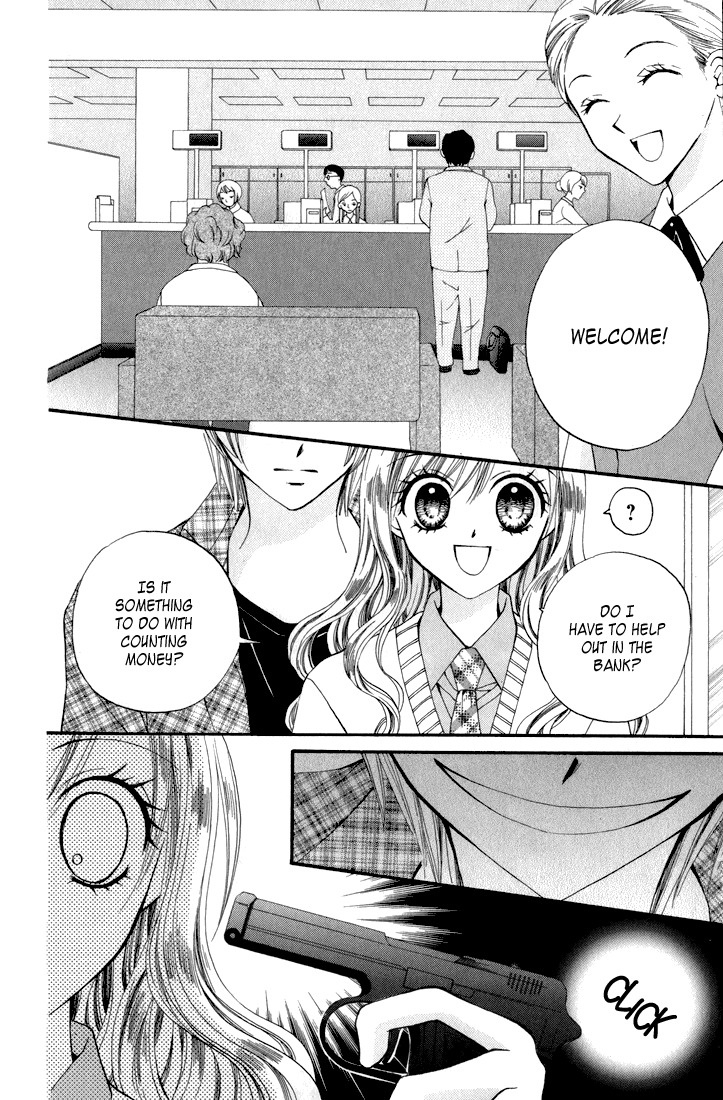 WELCOME!
?
DO I
HAVE TO HELP
OUT IN THE
BANK?
IS IT
SOMETHING
TO DO WITH
COUNTING
MONEY?
CLICK